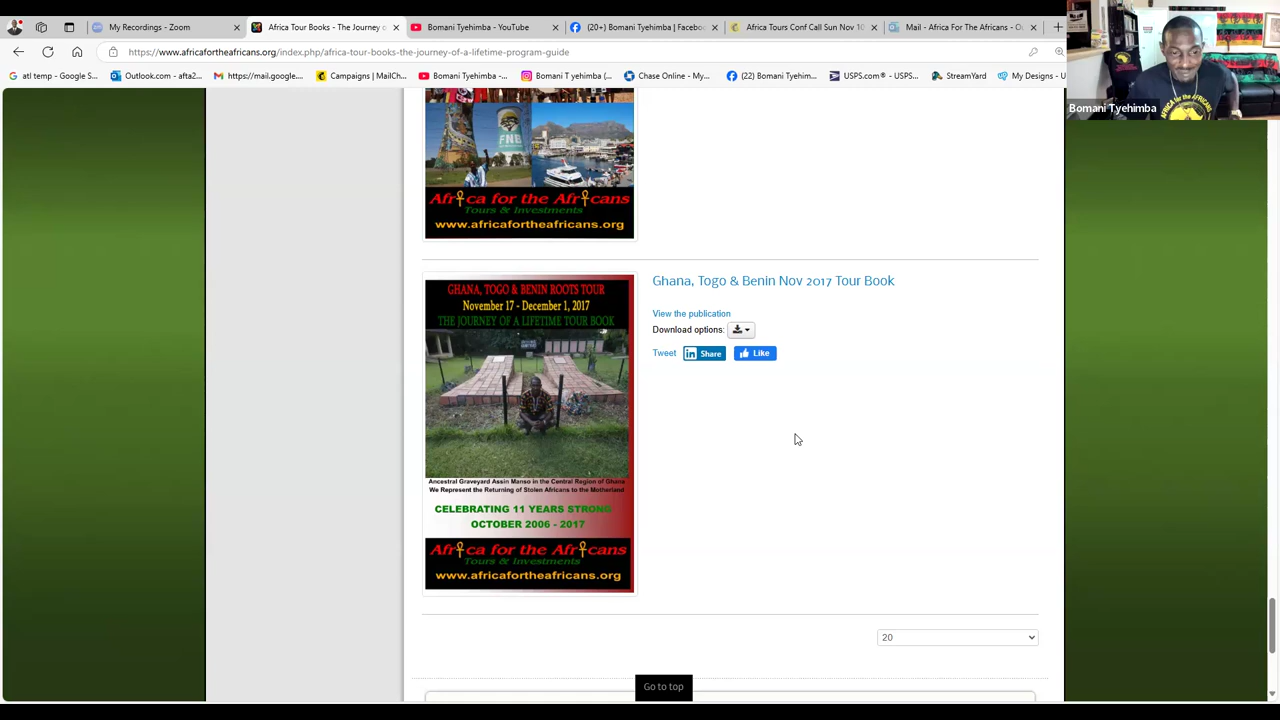 My Recordings - Zoom
Africa Tour Books - The Journey o
Bomani Tyehimba - YouTube
(20+) Bomani Tyehimba | Facebo
Africa Tours Pre-Call Sun Nov 10
Mail - Africa For The Africans - O
https://www.africafortheafricans.org/index.php/africa-tour-books-the-journey-of-a-lifetime-program-guide
atl temp - Google S...
Outlook.com - afta2...
https://mail.google....
Campaigns | MailCh...
Bomani Tyehimba -...
Bomani T yehimba (...
Chase Online - My...
(22) Bomani Tyehim...
USPS.com® - USPS...
StreamYard
My Designs - U
Bomani Tyehimba
FNB
Africa for the Africans
Tours & Investments
www.africafortheafricans.org
GHANA, TOGO & BENIN ROOTS TOUR
November 17 - December 1, 2017
THE JOURNEY OF A LIFETIME TOUR BOOK
Ancestral Graveyard Assin Manso in the Central Region of Ghana
We Represent the Returning of Stolen Africans to the Motherland
CELEBRATING 11 YEARS STRONG
OCTOBER 2006 - 2017
Africa for the Africans
Tours & Investments
www.africafortheafricans.org
Ghana, Togo & Benin Nov 2017 Tour Book
View the publication
Download options:
Tweet
in Share
Like
20
Go to top